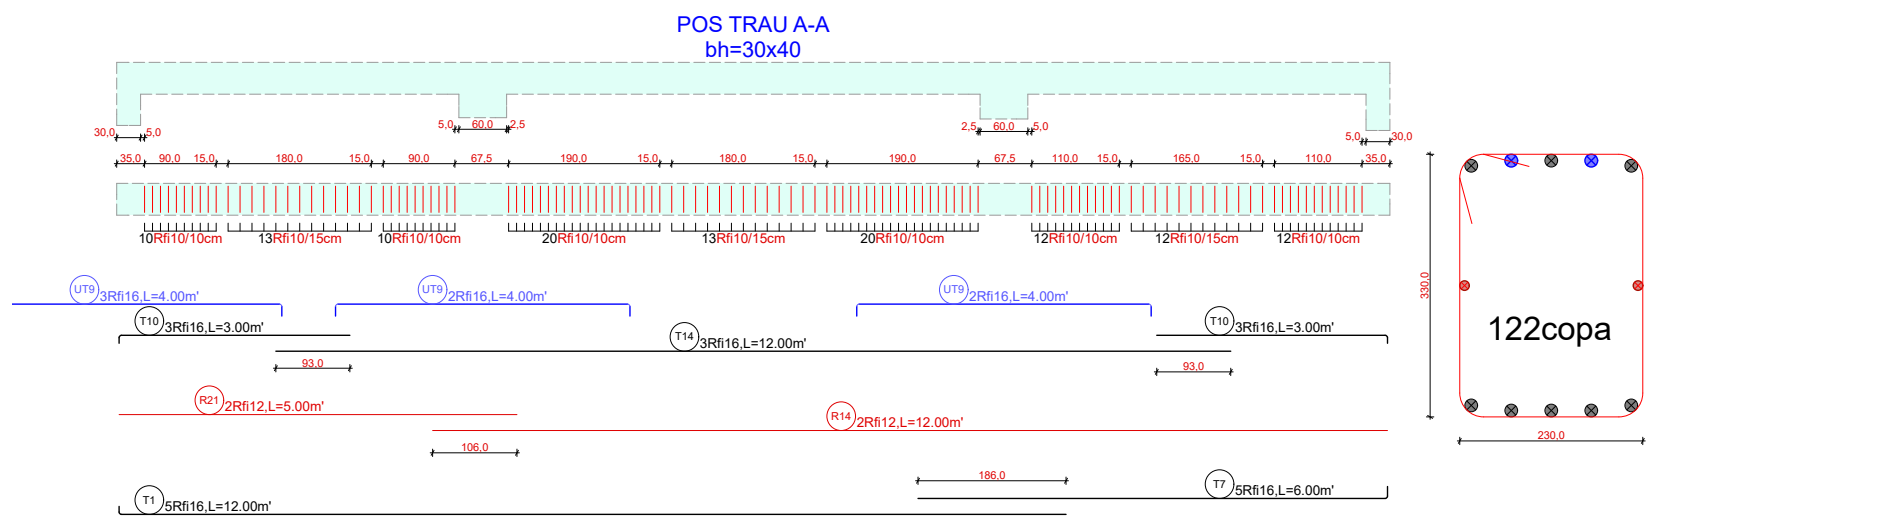 POS TRAU A-A
bh=30x40
30,0 5,0 5,0 60,0 2,5 2,5 60,0 5,0 5,0 30,0
35,0 90,0 15,0 180,0 15,0 90,0 67,5 190,0 15,0 180,0 15,0 190,0 67,5 110,0 15,0 165,0 15,0 110,0 35,0
10Rfi10/10cm 13Rfi10/15cm 10Rfi10/10cm 20Rfi10/10cm 13Rfi10/15cm 20Rfi10/10cm 12Rfi10/10cm 12Rfi10/15cm 12Rfi10/10cm
UT9 3Rfi16,L=4.00m' UT9 2Rfi16,L=4.00m' UT9 2Rfi16,L=4.00m'
T10 3Rfi16,L=3.00m' T14 3Rfi16,L=12.00m' T10 3Rfi16,L=3.00m'
93,0 93,0
R21 2Rfi12,L=5.00m' R14 2Rfi12,L=12.00m'
106,0
186,0
T1 5Rfi16,L=12.00m' T7 5Rfi16,L=6.00m'
330,0
122copa
230,0